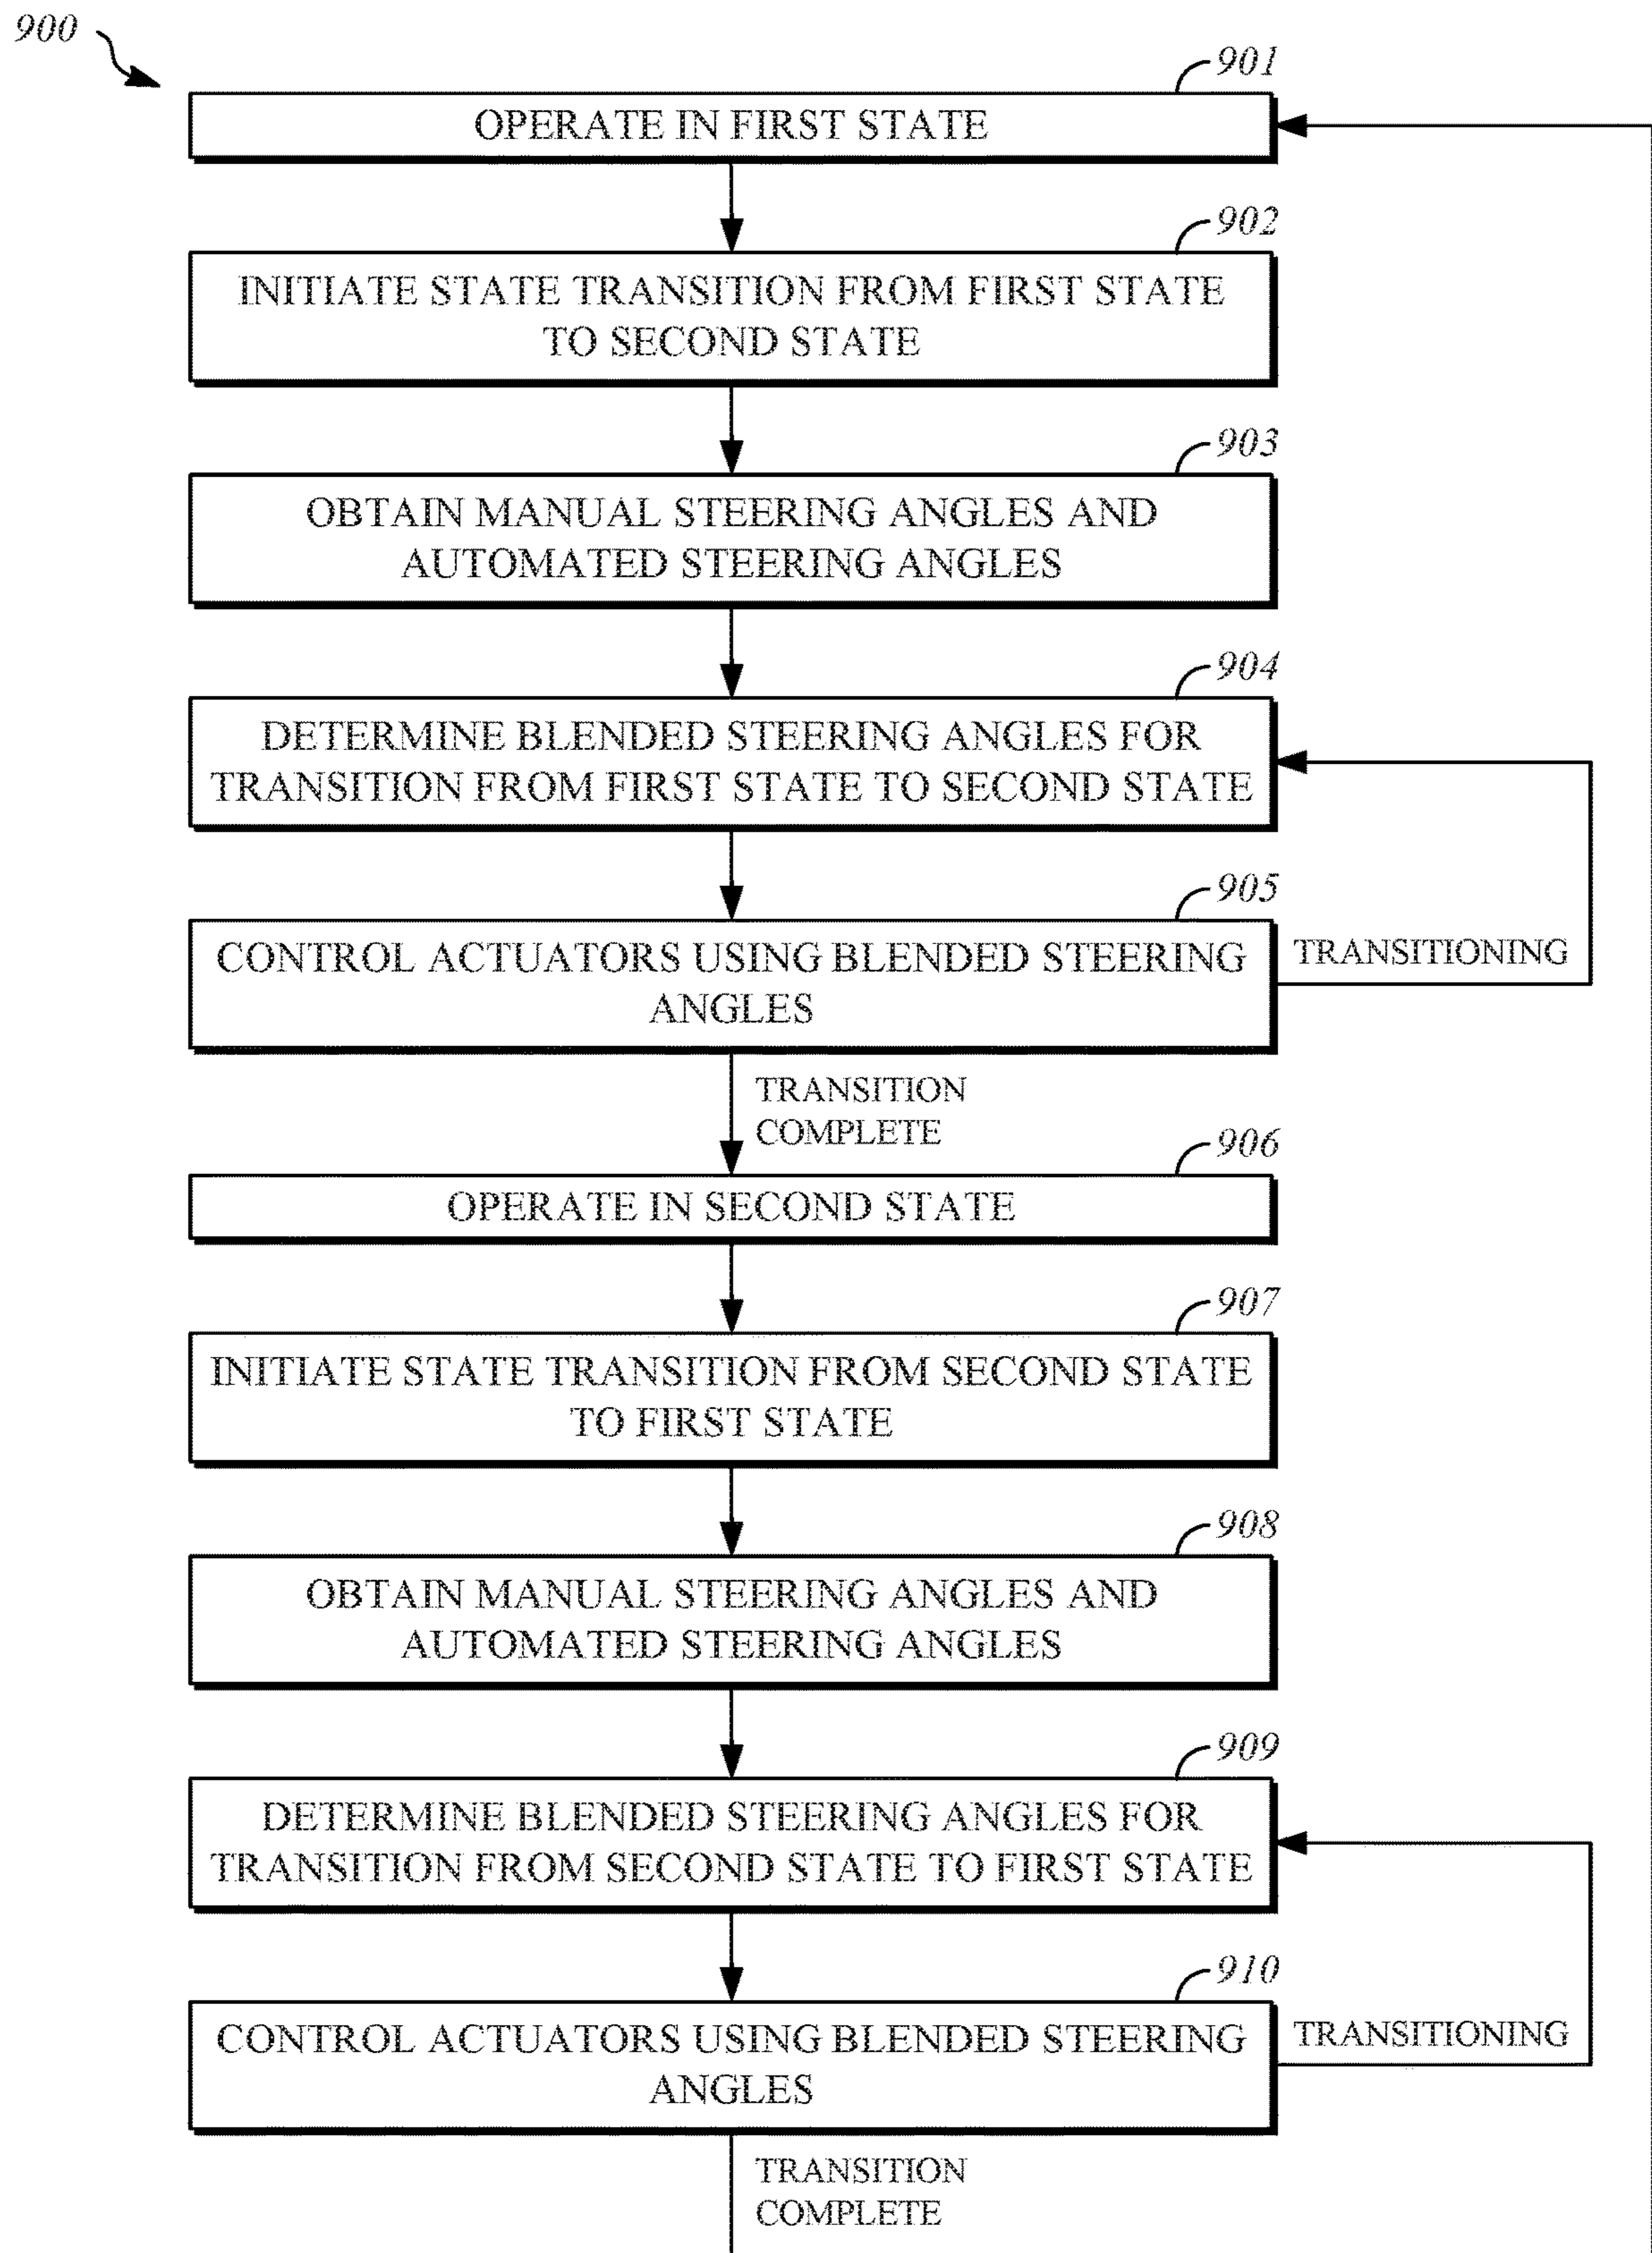 900
901
OPERATE IN FIRST STATE
902
INITIATE STATE TRANSITION FROM FIRST STATE
TO SECOND STATE
903
OBTAIN MANUAL STEERING ANGLES AND
AUTOMATED STEERING ANGLES
904
DETERMINE BLENDED STEERING ANGLES FOR
TRANSITION FROM FIRST STATE TO SECOND STATE
905
CONTROL ACTUATORS USING BLENDED STEERING
ANGLES
TRANSITIONING
TRANSITION
COMPLETE
906
OPERATE IN SECOND STATE
907
INITIATE STATE TRANSITION FROM SECOND STATE
TO FIRST STATE
908
OBTAIN MANUAL STEERING ANGLES AND
AUTOMATED STEERING ANGLES
909
DETERMINE BLENDED STEERING ANGLES FOR
TRANSITION FROM SECOND STATE TO FIRST STATE
910
CONTROL ACTUATORS USING BLENDED STEERING
ANGLES
TRANSITIONING
TRANSITION
COMPLETE